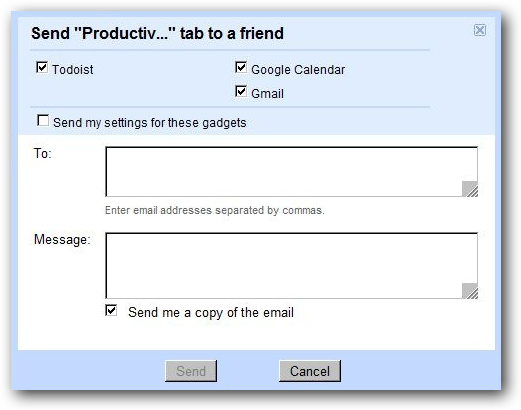 Send "Productiv..." tab to a friend
Todoist
Google Calendar
Gmail
Send my settings for these gadgets
To:
Enter email addresses separated by commas.
Message:
Send me a copy of the email
Send
Cancel